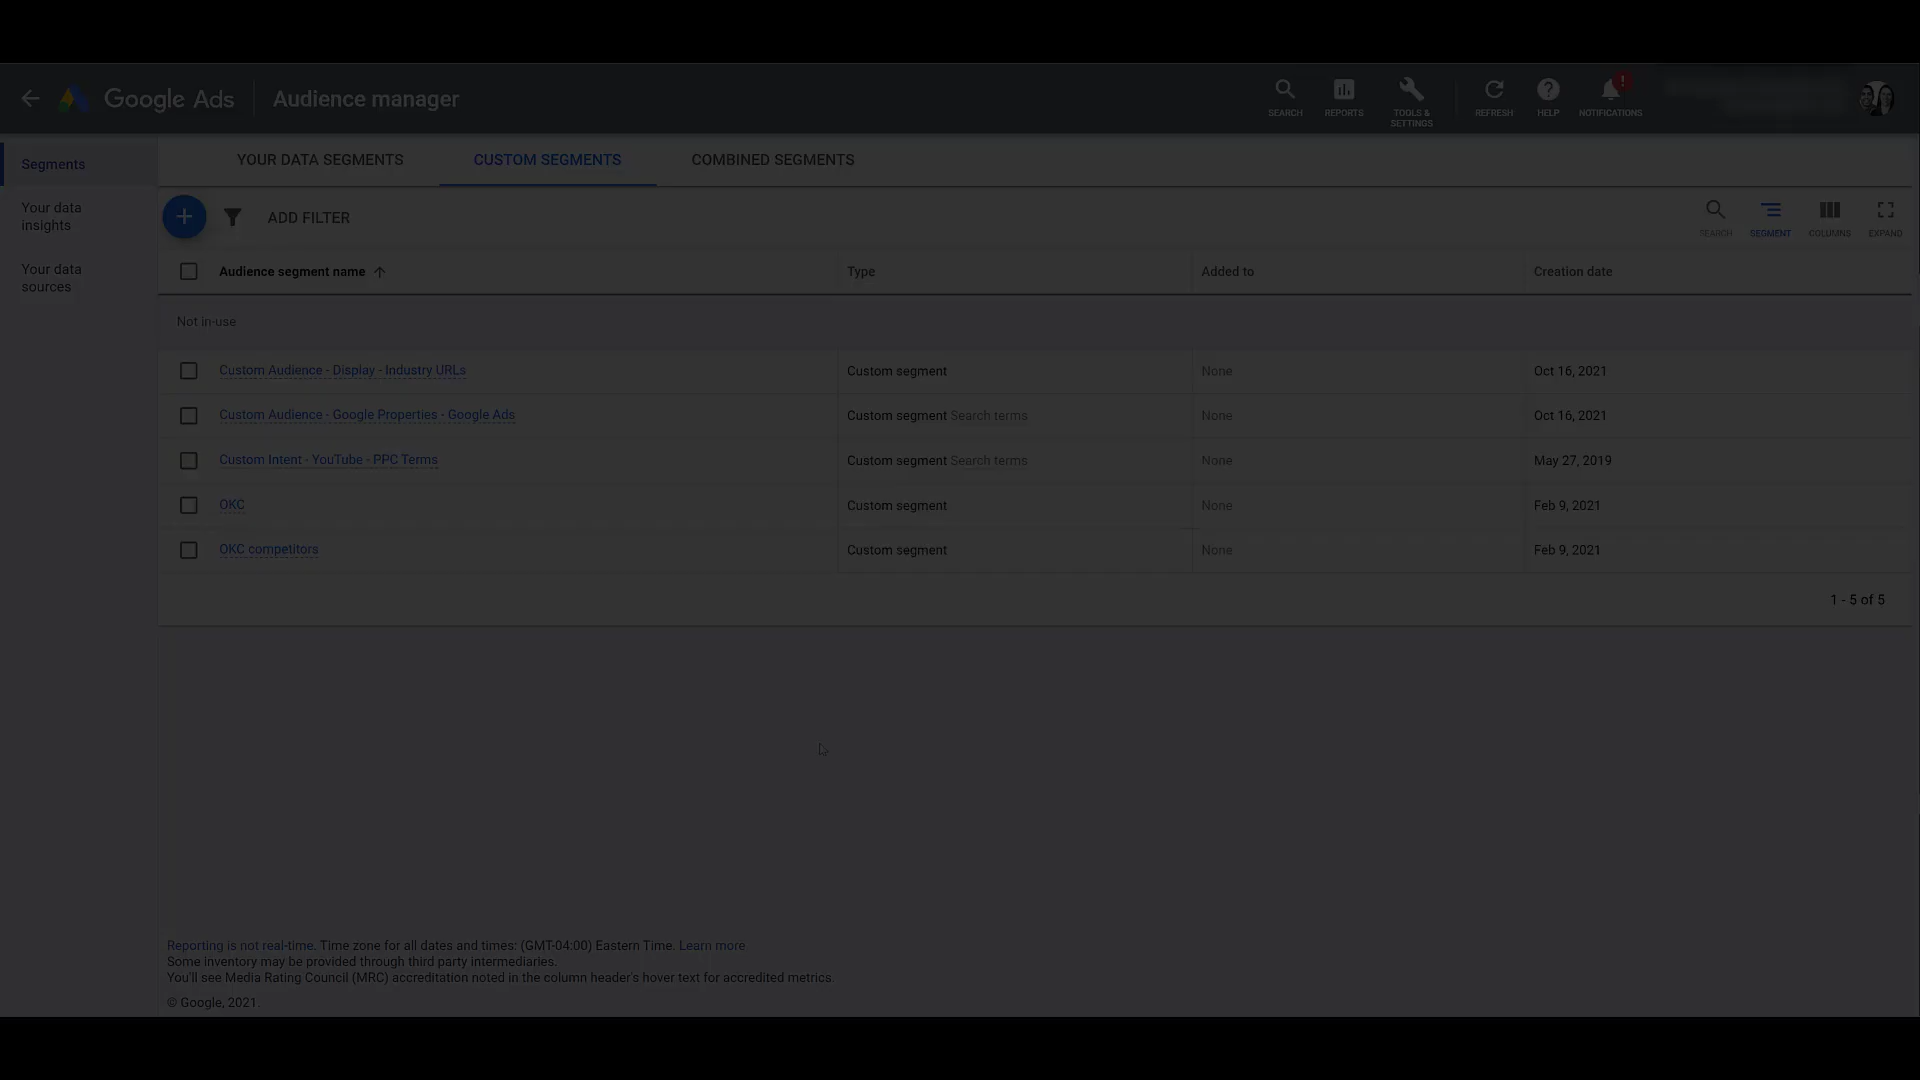 Google Ads
Audience manager
SEARCH
REPORTS
TOOLS &
SETTINGS
REFRESH
HELP
!
NOTIFICATIONS
Segments
Your data
insights
Your data
sources
YOUR DATA SEGMENTS
CUSTOM SEGMENTS
COMBINED SEGMENTS
ADD FILTER
SEARCH
SEGMENT
COLUMNS
EXPAND
Audience segment name Type Added to Creation date
Not in-use
Custom Audience - Display - Industry URLs Custom segment None Oct 16, 2021
Custom Audience - Google Properties - Google Ads Custom segment Search terms None Oct 16, 2021
Custom Intent - YouTube - PPC Terms Custom segment Search terms None May 27, 2019
OKC Custom segment None Feb 9, 2021
OKC competitors Custom segment None Feb 9, 2021
1 - 5 of 5
Reporting is not real-time. Time zone for all dates and times: (GMT-04:00) Eastern Time. Learn more.
Some inventory may be provided through third party intermediaries.
You'll see Media Rating Council (MRC) accreditation noted in the column header's hover text for accredited metrics.
© Google, 2021.